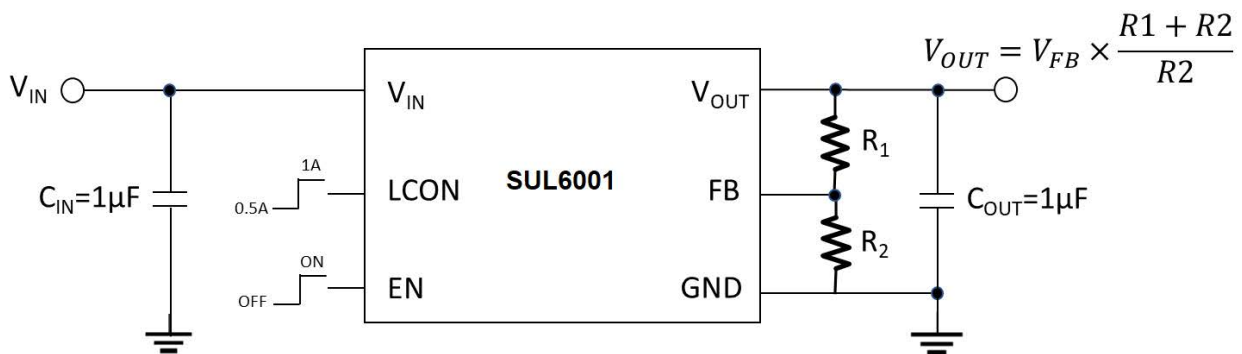 V_OUT = V_FB × (R1 + R2) / R2
V_IN
V_IN
V_OUT
R_1
C_IN=1μF
1A
0.5A
LCON
SUL6001
FB
C_OUT=1μF
R_2
ON
OFF
EN
GND